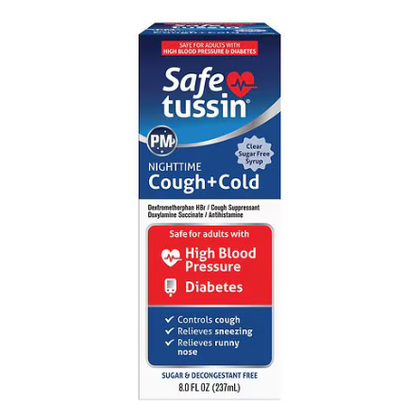 SAFE FOR ADULTS WITH
HIGH BLOOD PRESSURE & DIABETES
Safe
tussin®
PM
Clear
Sugar Free
Syrup
NIGHTTIME
Cough+Cold
Dextromethorphan HBr / Cough Suppressant
Doxylamine Succinate / Antihistamine
Safe for adults with
High Blood
Pressure
Diabetes
Controls cough
Relieves sneezing
Relieves runny
nose
SUGAR & DECONGESTANT FREE
8.0 FL OZ (237mL)